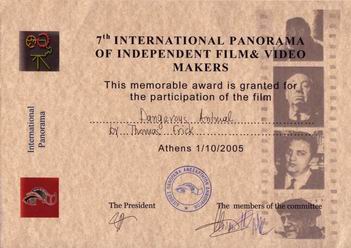 7th INTERNATIONAL PANORAMA
OF INDEPENDENT FILM& VIDEO
MAKERS
This memorable award is granted for
the participation of the film
Dangerous Animal
by Thomas Erick
Athens 1/10/2005
International
Panorama
The President
The members of the committee